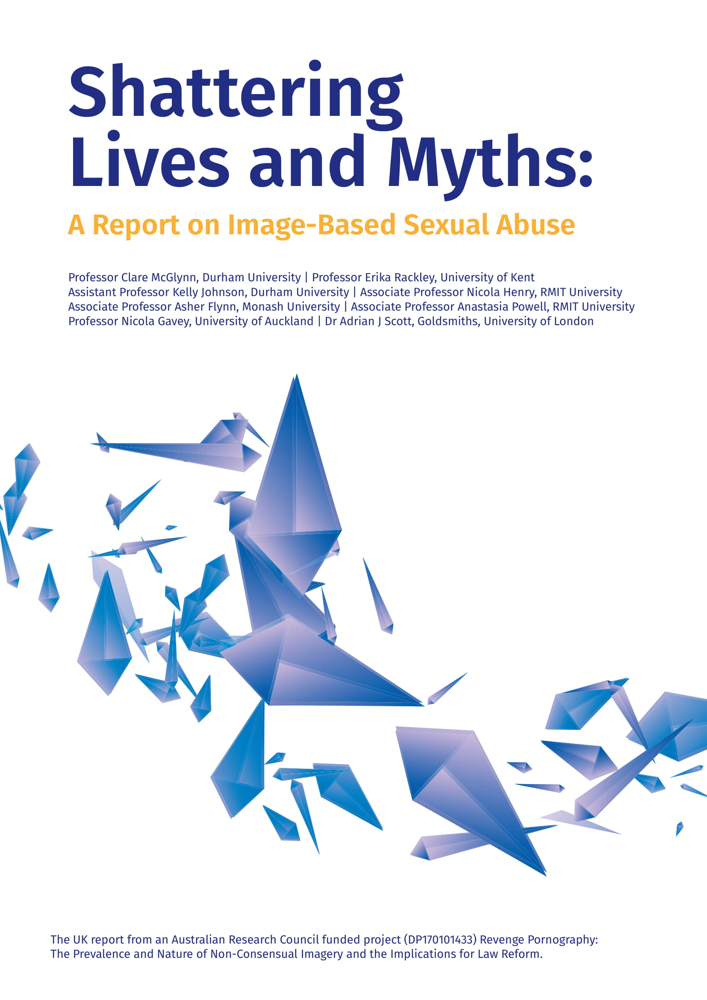 Shattering
Lives and Myths:
A Report on Image-Based Sexual Abuse
Professor Clare McGlynn, Durham University | Professor Erika Rackley, University of Kent
Assistant Professor Kelly Johnson, Durham University | Associate Professor Nicola Henry, RMIT University
Associate Professor Asher Flynn, Monash University | Associate Professor Anastasia Powell, RMIT University
Professor Nicola Gavey, University of Auckland | Dr Adrian J Scott, Goldsmiths, University of London
The UK report from an Australian Research Council funded project (DP170101433) Revenge Pornography:
The Prevalence and Nature of Non-Consensual Imagery and the Implications for Law Reform.